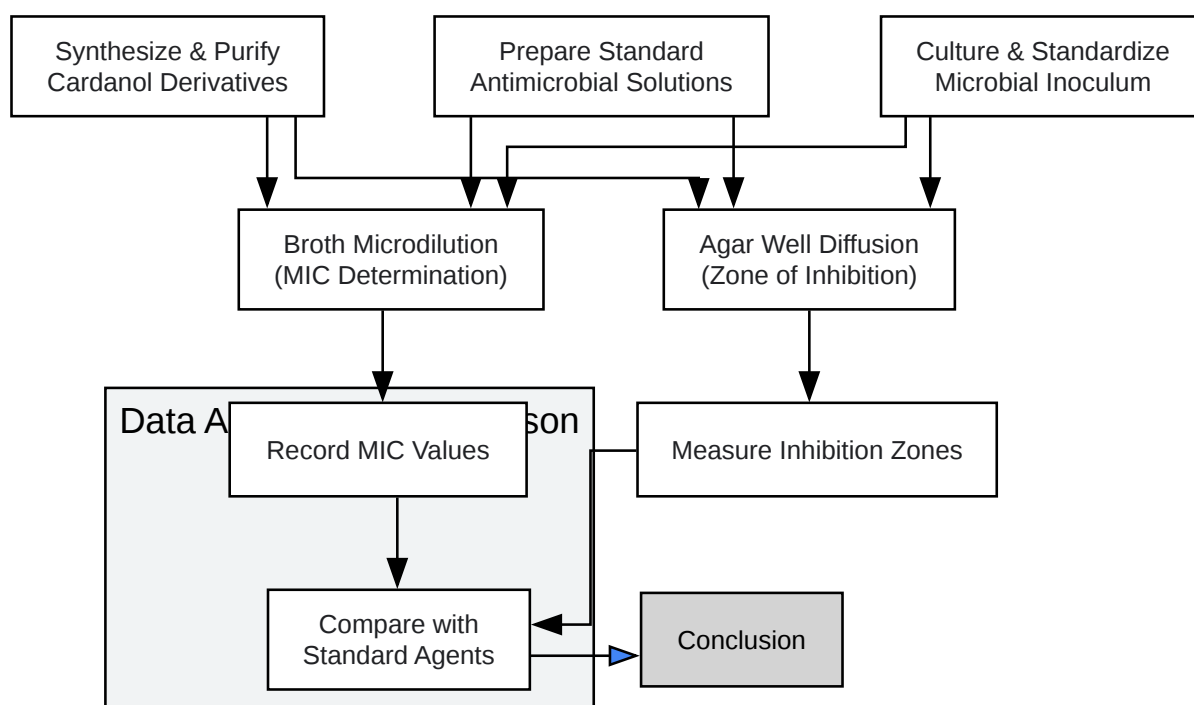 Synthesize & Purify
Cardanol Derivatives
Prepare Standard
Antimicrobial Solutions
Culture & Standardize
Microbial Inoculum
Broth Microdilution
(MIC Determination)
Agar Well Diffusion
(Zone of Inhibition)
Data
Record MIC Values
Measure Inhibition Zones
Compare with
Standard Agents
Conclusion